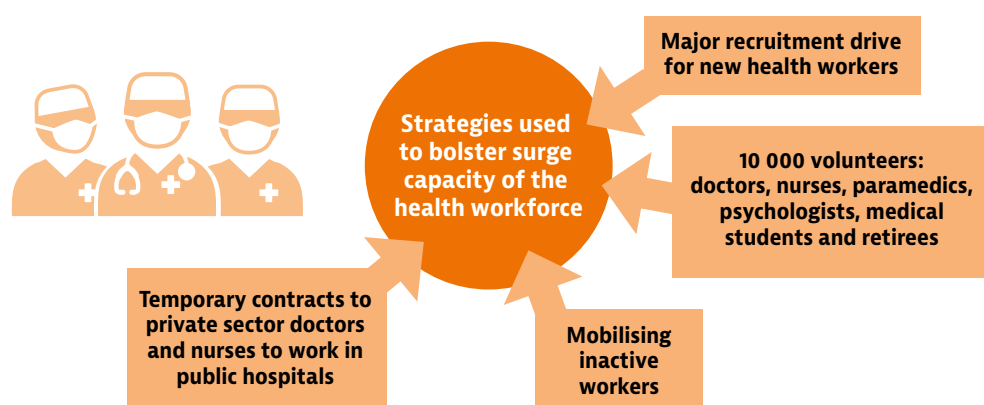 Major recruitment drive
for new health workers
Strategies used
to bolster surge
capacity of the
health workforce
10 000 volunteers:
doctors, nurses, paramedics,
psychologists, medical
students and retirees
Temporary contracts to
private sector doctors
and nurses to work in
public hospitals
Mobilising
inactive
workers